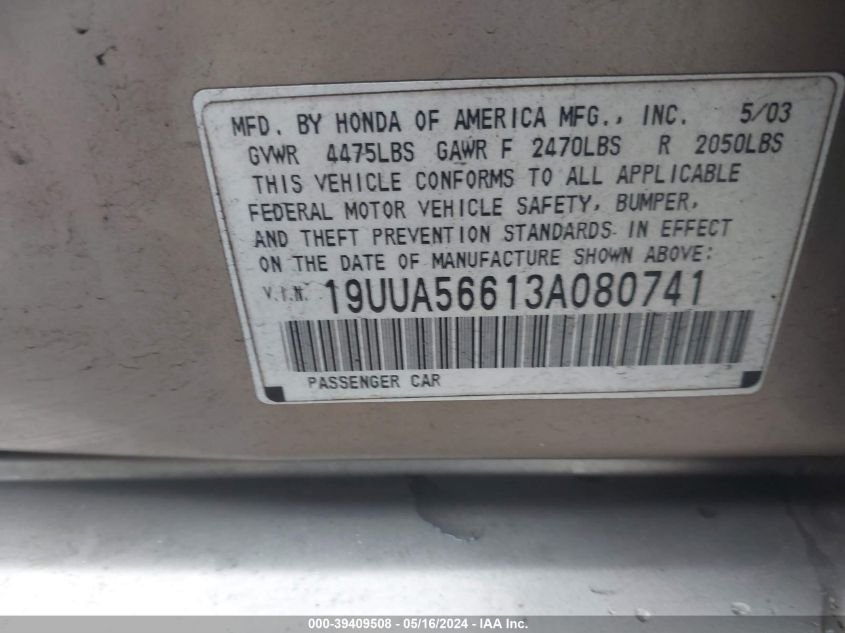 MFD. BY HONDA OF AMERICA MFG., INC. 5/03
GVWR 4475LBS GAWR F 2470LBS R 2050LBS
THIS VEHICLE CONFORMS TO ALL APPLICABLE
FEDERAL MOTOR VEHICLE SAFETY, BUMPER,
AND THEFT PREVENTION STANDARDS IN EFFECT
ON THE DATE OF MANUFACTURE SHOWN ABOVE:
V.I.N. 19UUA56613A080741
PASSENGER CAR
000-39409508 - 05/16/2024 - IAA Inc.